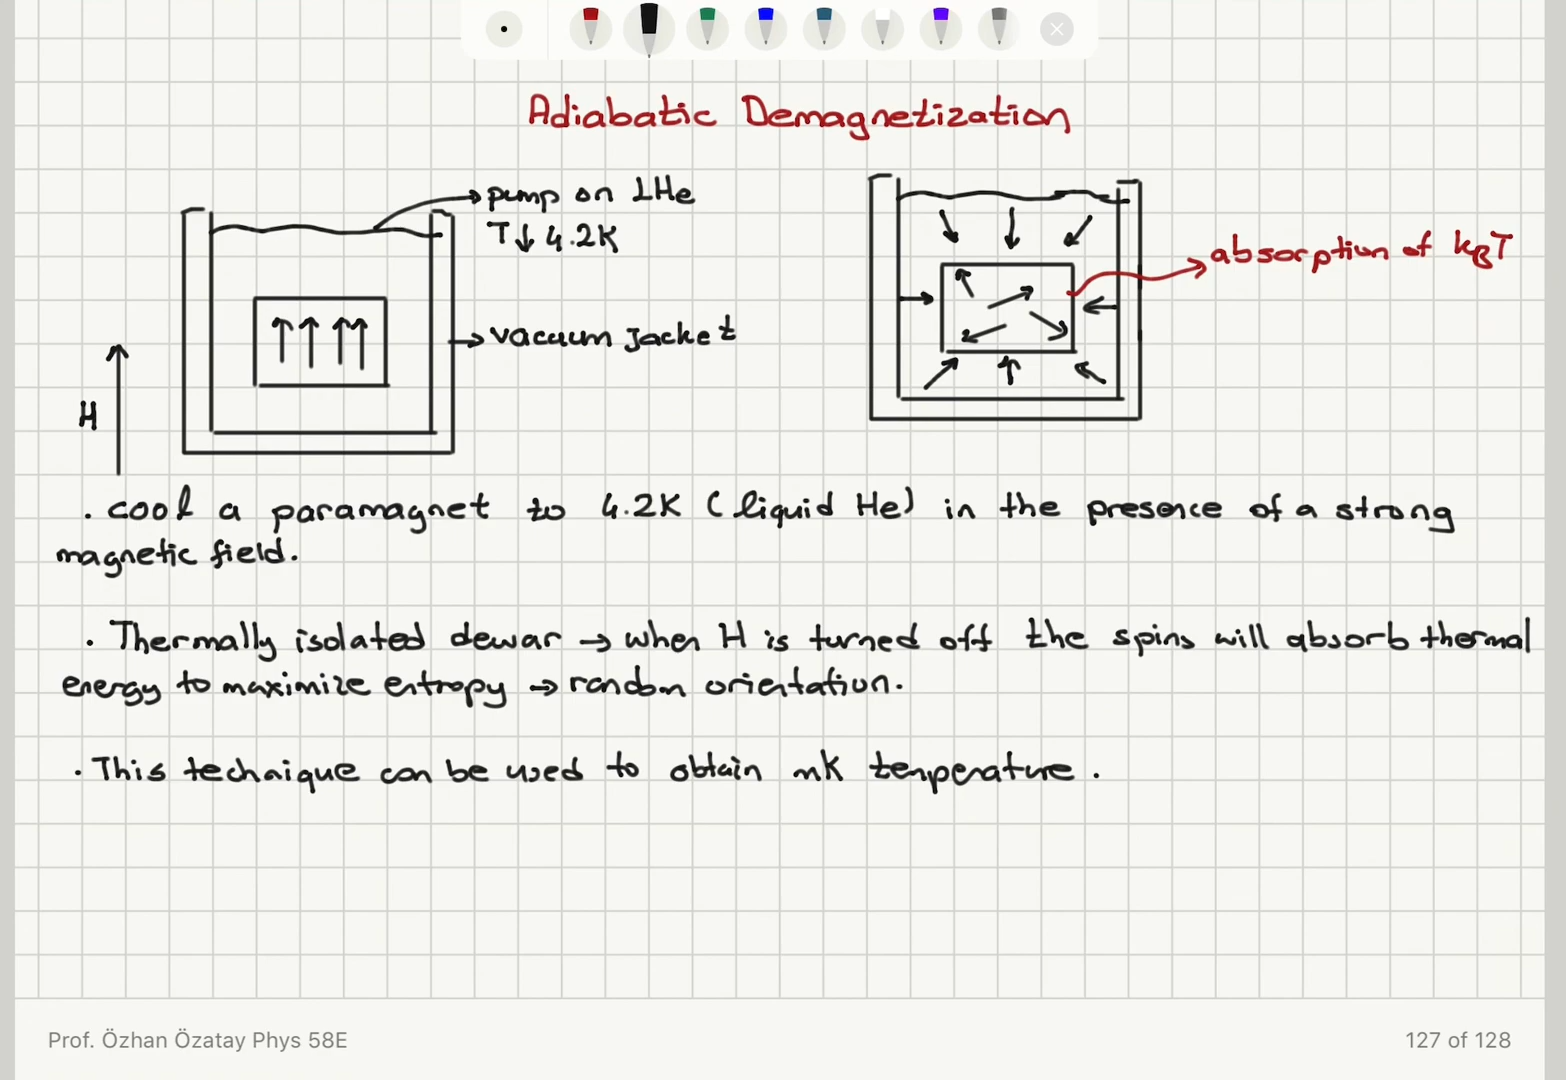 Adiabatic Demagnetization
pump on LHe
T↓ 4.2K
vacuum jacket
H
absorption of kBT
. cool a paramagnet to 4.2K (liquid He) in the presence of a strong
magnetic field.
. Thermally isolated dewar → when H is turned off the spins will absorb thermal
energy to maximize entropy → random orientation.
. This technique can be used to obtain mK temperature.
Prof. Özhan Özatay Phys 58E
127 of 128